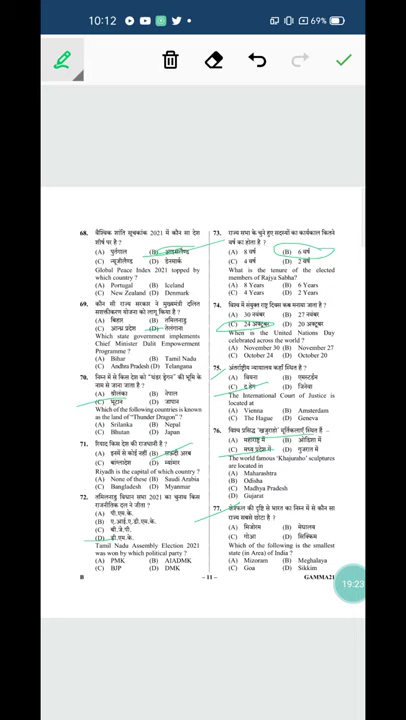 10:12
69%
68. वैश्विक शांति सूचकांक 2021 में कौन सा देश
शीर्ष पर है ?
(A) पुर्तगाल (B) आइसलैण्ड
(C) न्यूजीलैण्ड (D) डेनमार्क
Global Peace Index 2021 topped by
which country ?
(A) Portugal (B) Iceland
(C) New Zealand (D) Denmark
69. कौन सी राज्य सरकार ने मुख्यमंत्री दलित
सशक्तीकरण योजना को लागू किया है ?
(A) बिहार (B) तमिलनाडु
(C) आन्ध्र प्रदेश (D) तेलंगाना
Which state government implements
Chief Minister Dalit Empowerment
Programme ?
(A) Bihar (B) Tamil Nadu
(C) Andhra Pradesh (D) Telangana
70. निम्न में से किस देश को "थंडर ड्रेगन" की भूमि के
नाम से जाना जाता है ?
(A) श्रीलंका (B) नेपाल
(C) भूटान (D) जापान
Which of the following countries is known
as the land of "Thunder Dragon" ?
(A) Srilanka (B) Nepal
(C) Bhutan (D) Japan
71. रियाद किस देश की राजधानी है ?
(A) इनमें से कोई नहीं (B) सऊदी अरब
(C) बांग्लादेश (D) म्यांमार
Riyadh is the capital of which country ?
(A) None of these (B) Saudi Arabia
(C) Bangladesh (D) Myanmar
72. तमिलनाडु विधान सभा 2021 का चुनाव किस
राजनीतिक दल ने जीता ?
(A) पी.एम.के.
(B) ए.आई.ए.डी.एम.के.
(C) बी.जे.पी.
(D) डी.एम.के.
Tamil Nadu Assembly Election 2021
was won by which political party ?
(A) PMK (B) AIADMK
(C) BJP (D) DMK
73. राज्य सभा के चुने हुए सदस्यों का कार्यकाल कितने
वर्ष का होता है ?
(A) 8 वर्ष (B) 6 वर्ष
(C) 4 वर्ष (D) 2 वर्ष
What is the tenure of the elected
members of Rajya Sabha?
(A) 8 Years (B) 6 Years
(C) 4 Years (D) 2 Years
74. विश्व में संयुक्त राष्ट्र दिवस कब मनाया जाता है ?
(A) 30 नवंबर (B) 27 नवंबर
(C) 24 अक्टूबर (D) 20 अक्टूबर
When is the United Nations Day
celebrated across the world ?
(A) November 30 (B) November 27
(C) October 24 (D) October 20
75. अंतर्राष्ट्रीय न्यायालय कहाँ स्थित है ?
(A) वियना (B) एमस्टर्डम
(C) द हेग (D) जिनेवा
The International Court of Justice is
located at
(A) Vienna (B) Amsterdam
(C) The Hague (D) Geneva
76. विश्व प्रसिद्ध 'खजुराहो' मूर्तिकलाएँ स्थित हैं -
(A) महाराष्ट्र में (B) ओडिशा में
(C) मध्य प्रदेश में (D) गुजरात में
The world famous 'Khajuraho' sculptures
are located in
(A) Maharashtra
(B) Odisha
(C) Madhya Pradesh
(D) Gujarat
77. क्षेत्रफल की दृष्टि से भारत का निम्न में से कौन सा
राज्य सबसे छोटा है ?
(A) मिजोरम (B) मेघालय
(C) गोआ (D) सिक्किम
Which of the following is the smallest
state (in Area) of India ?
(A) Mizoram (B) Meghalaya
(C) Goa (D) Sikkim
B - 11 - GAMMA21
19:23